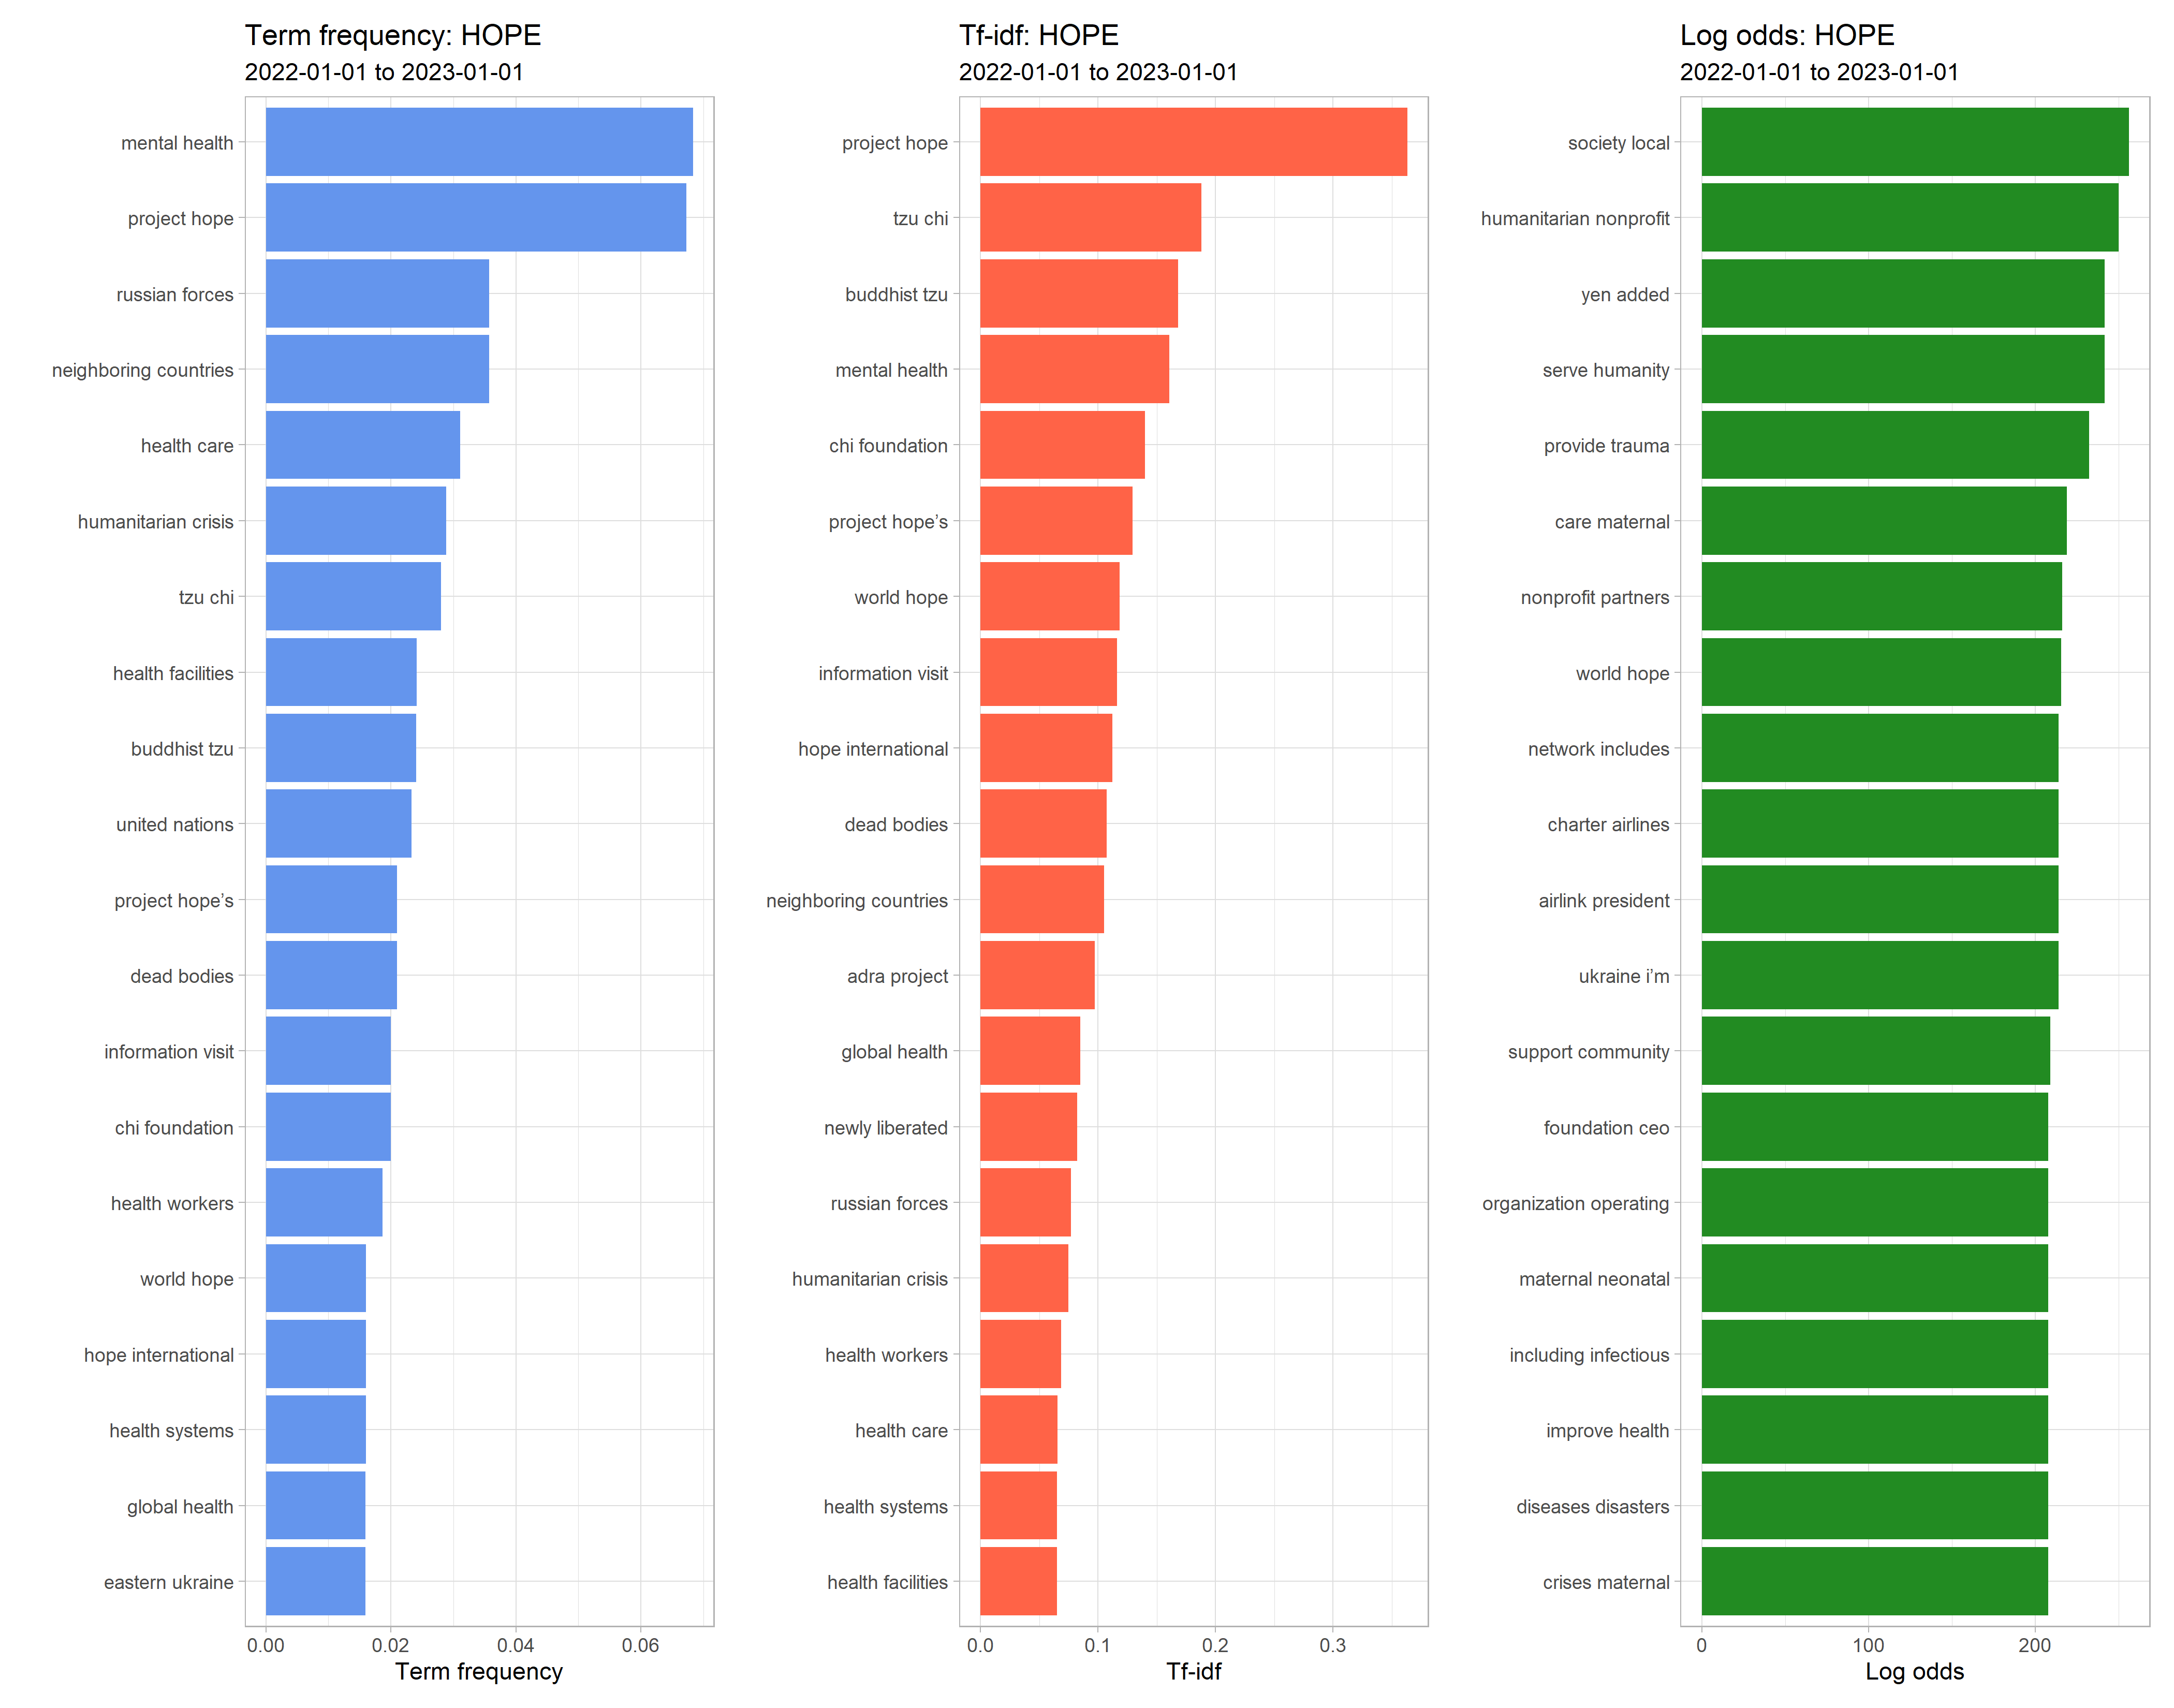 Term frequency: HOPE
2022-01-01 to 2023-01-01
mental health
project hope
russian forces
neighboring countries
health care
humanitarian crisis
tzu chi
health facilities
buddhist tzu
united nations
project hope’s
dead bodies
information visit
chi foundation
health workers
world hope
hope international
health systems
global health
eastern ukraine
0.00 0.02 0.04 0.06
Term frequency
Tf-idf: HOPE
2022-01-01 to 2023-01-01
project hope
tzu chi
buddhist tzu
mental health
chi foundation
project hope’s
world hope
information visit
hope international
dead bodies
neighboring countries
adra project
global health
newly liberated
russian forces
humanitarian crisis
health workers
health care
health systems
health facilities
0.0 0.1 0.2 0.3
Tf-idf
Log odds: HOPE
2022-01-01 to 2023-01-01
society local
humanitarian nonprofit
yen added
serve humanity
provide trauma
care maternal
nonprofit partners
world hope
network includes
charter airlines
airlink president
ukraine i’m
support community
foundation ceo
organization operating
maternal neonatal
including infectious
improve health
diseases disasters
crises maternal
0 100 200
Log odds